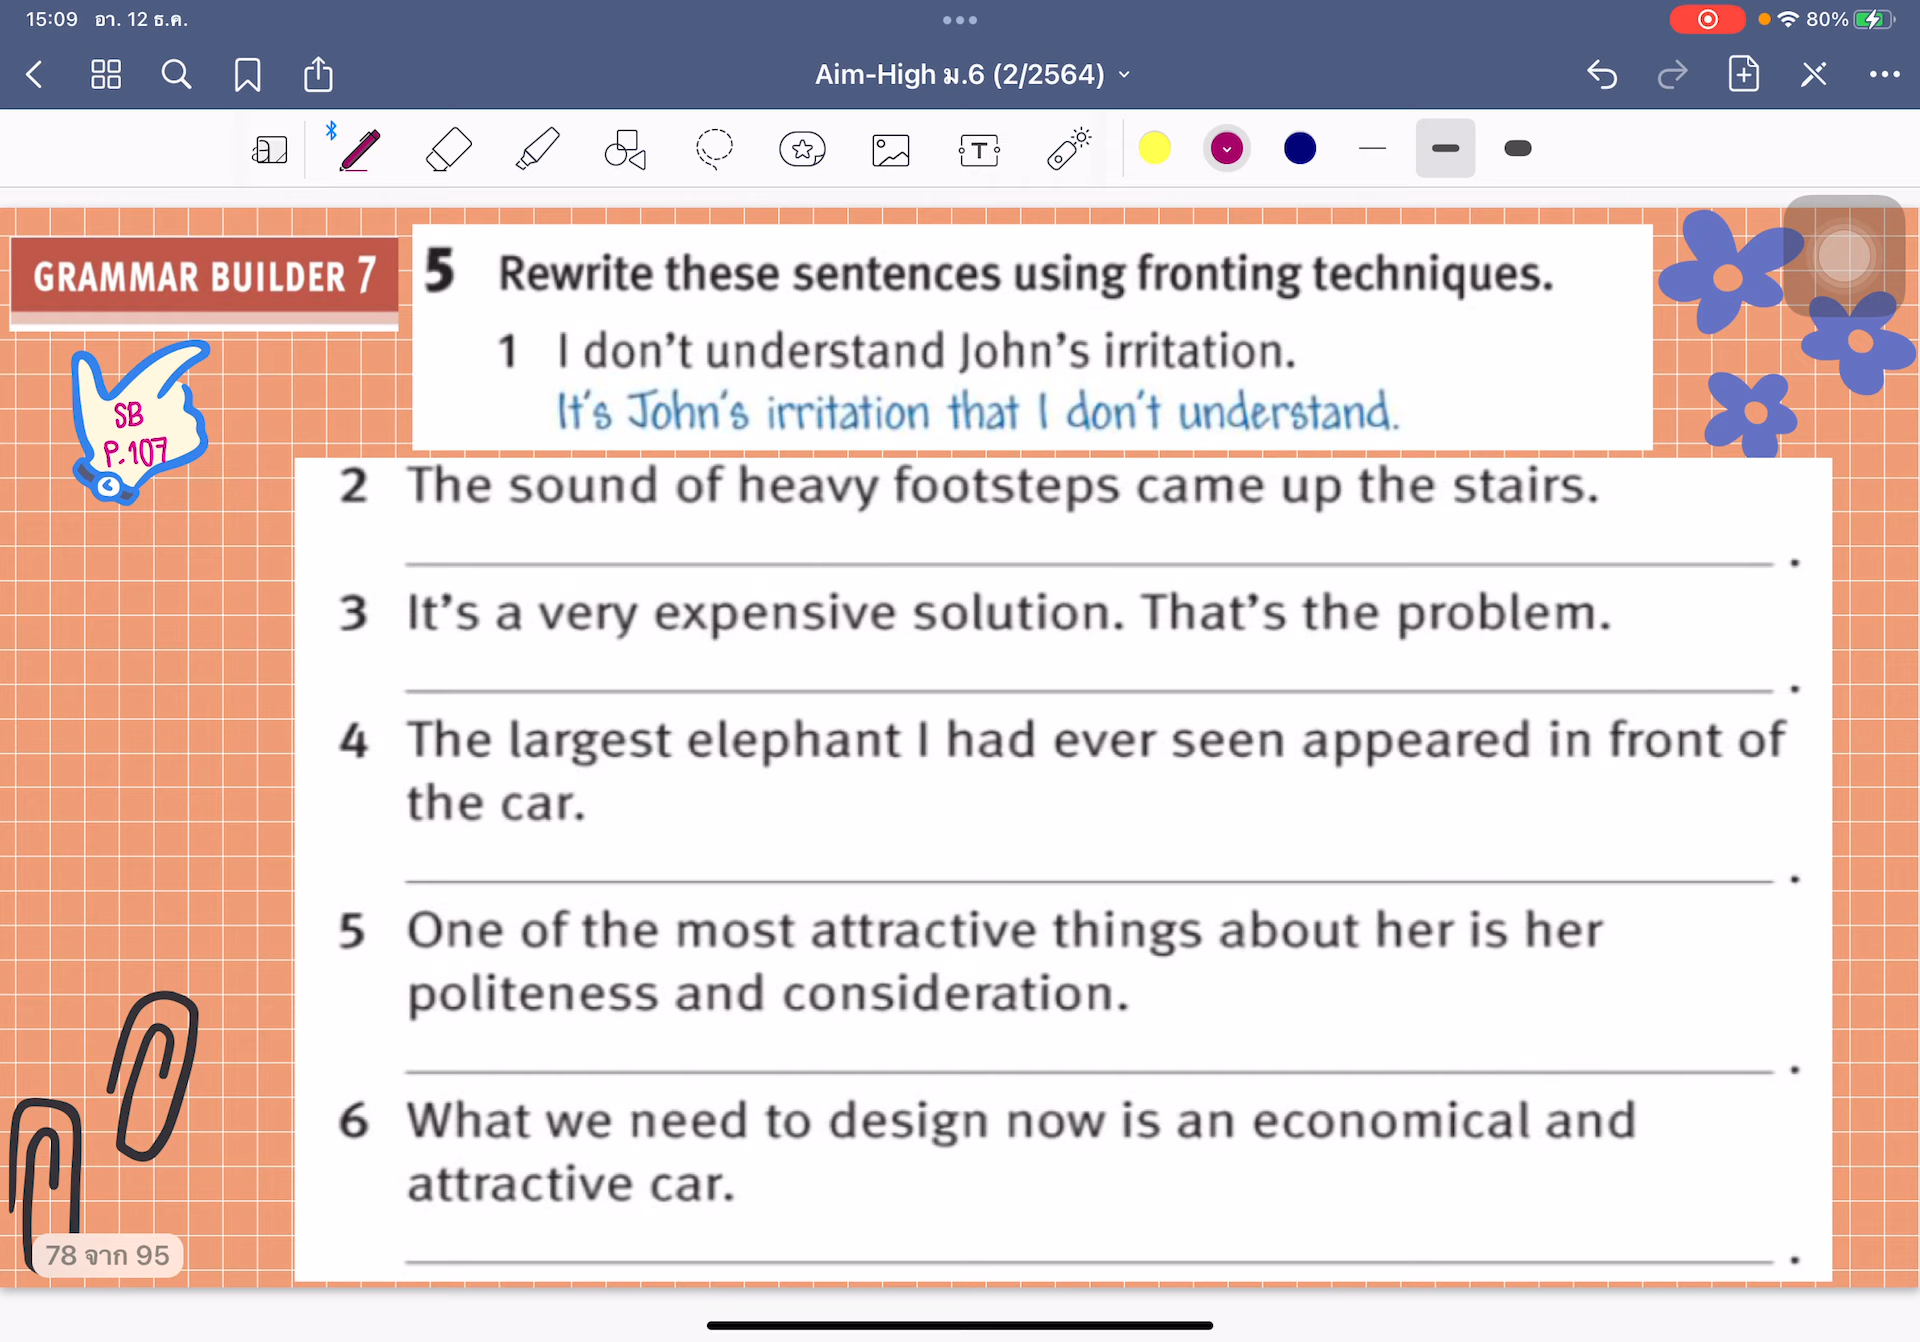 15:09 อา. 12 ธ.ค.
80%
Aim-High ม.6 (2/2564)
GRAMMAR BUILDER 7
5 Rewrite these sentences using fronting techniques.
1 I don't understand John's irritation.
It's John's irritation that I don't understand.
SB
P.107
2 The sound of heavy footsteps came up the stairs.
.
3 It's a very expensive solution. That's the problem.
.
4 The largest elephant I had ever seen appeared in front of
the car.
.
5 One of the most attractive things about her is her
politeness and consideration.
.
6 What we need to design now is an economical and
attractive car.
.
78 จาก 95